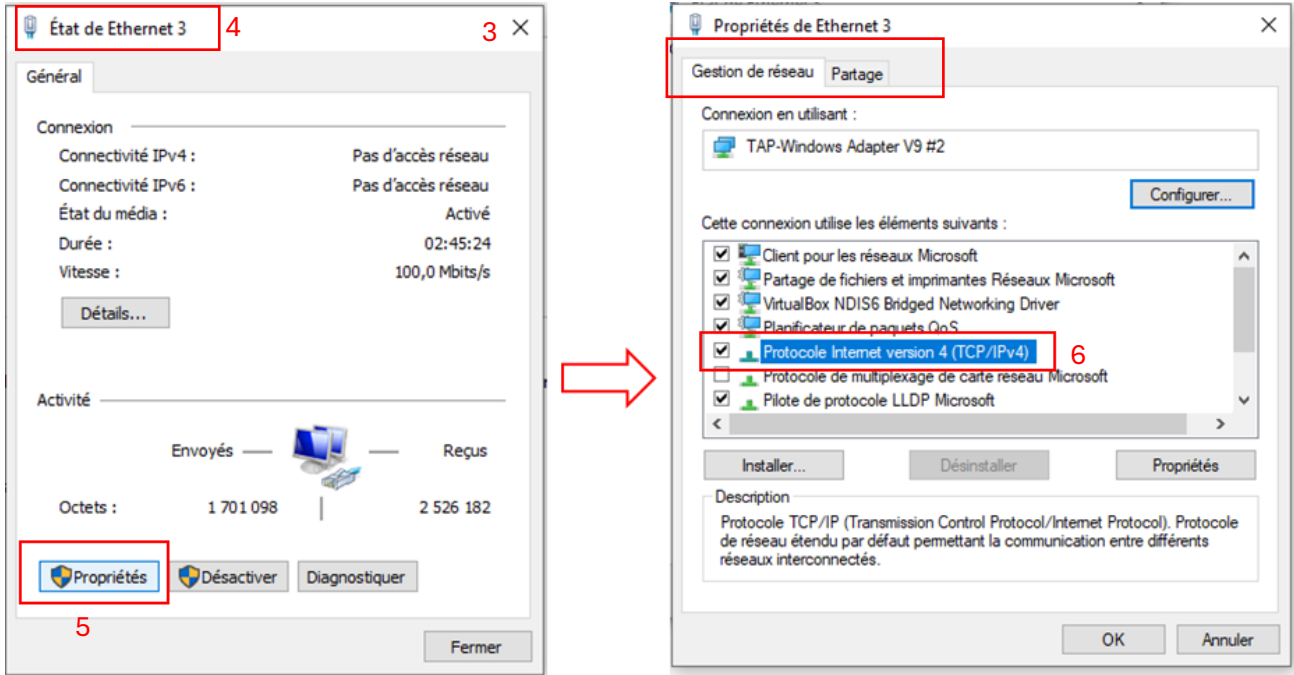 État de Ethernet 3
4
3
Général
Connexion
Connectivité IPv4 : Pas d'accès réseau
Connectivité IPv6 : Pas d'accès réseau
État du média : Activé
Durée : 02:45:24
Vitesse : 100,0 Mbits/s
Détails...
Activité
Envoyés Reçus
Octets : 1 701 098 2 526 182
Propriétés Désactiver Diagnostiquer
5
Fermer
Propriétés de Ethernet 3
Gestion de réseau Partage
Connexion en utilisant :
TAP-Windows Adapter V9 #2
Configurer...
Cette connexion utilise les éléments suivants :
Client pour les réseaux Microsoft
Partage de fichiers et imprimantes Réseaux Microsoft
VirtualBox NDIS6 Bridged Networking Driver
Planificateur de paquets QoS
Protocole Internet version 4 (TCP/IPv4)
6
Protocole de multiplexage de carte réseau Microsoft
Pilote de protocole LLDP Microsoft
Installer... Désinstaller Propriétés
Description
Protocole TCP/IP (Transmission Control Protocol/Internet Protocol). Protocole
de réseau étendu par défaut permettant la communication entre différents
réseaux interconnectés.
OK Annuler